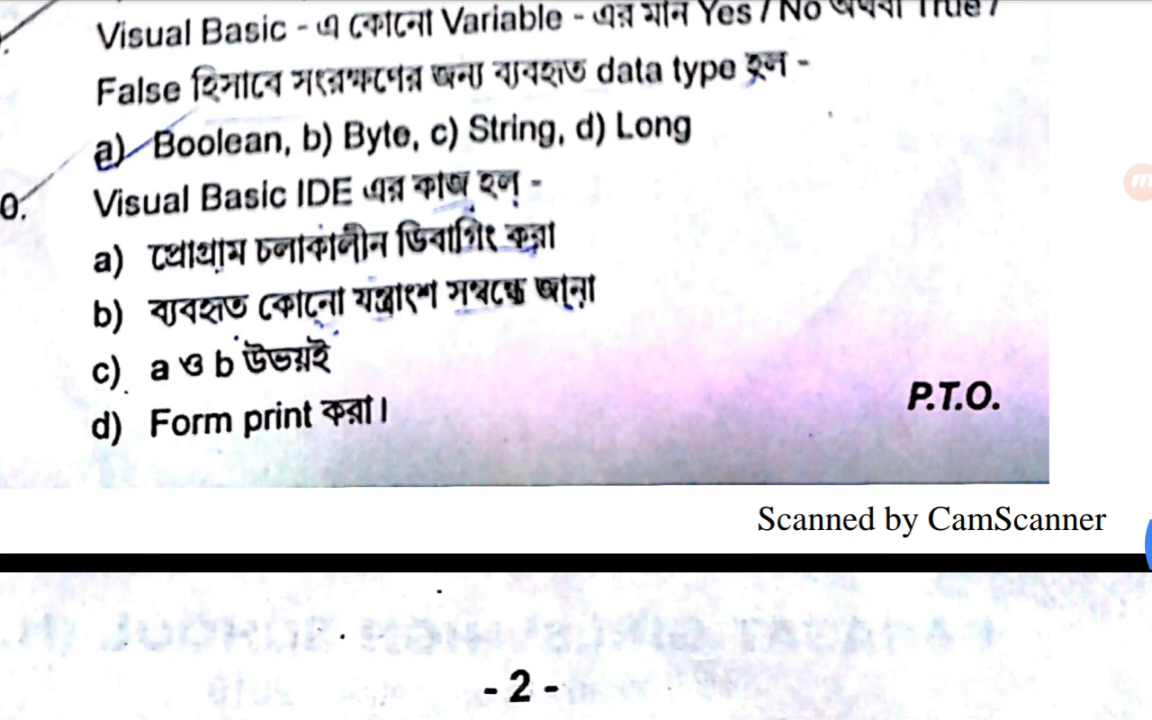 Visual Basic - এ কোনো Variable - এর মান Yes / No অথবা True /
False হিসাবে সংরক্ষণের জন্য ব্যবহৃত data type হল -
a) Boolean, b) Byte, c) String, d) Long
0. Visual Basic IDE এর কাজ হল -
a) প্রোগ্রাম চলাকালীন ডিবাগিং করা
b) ব্যবহৃত কোনো যন্ত্রাংশ সম্বন্ধে জানা
c) a ও b উভয়ই
d) Form print করা।
P.T.O.
Scanned by CamScanner
- 2 -